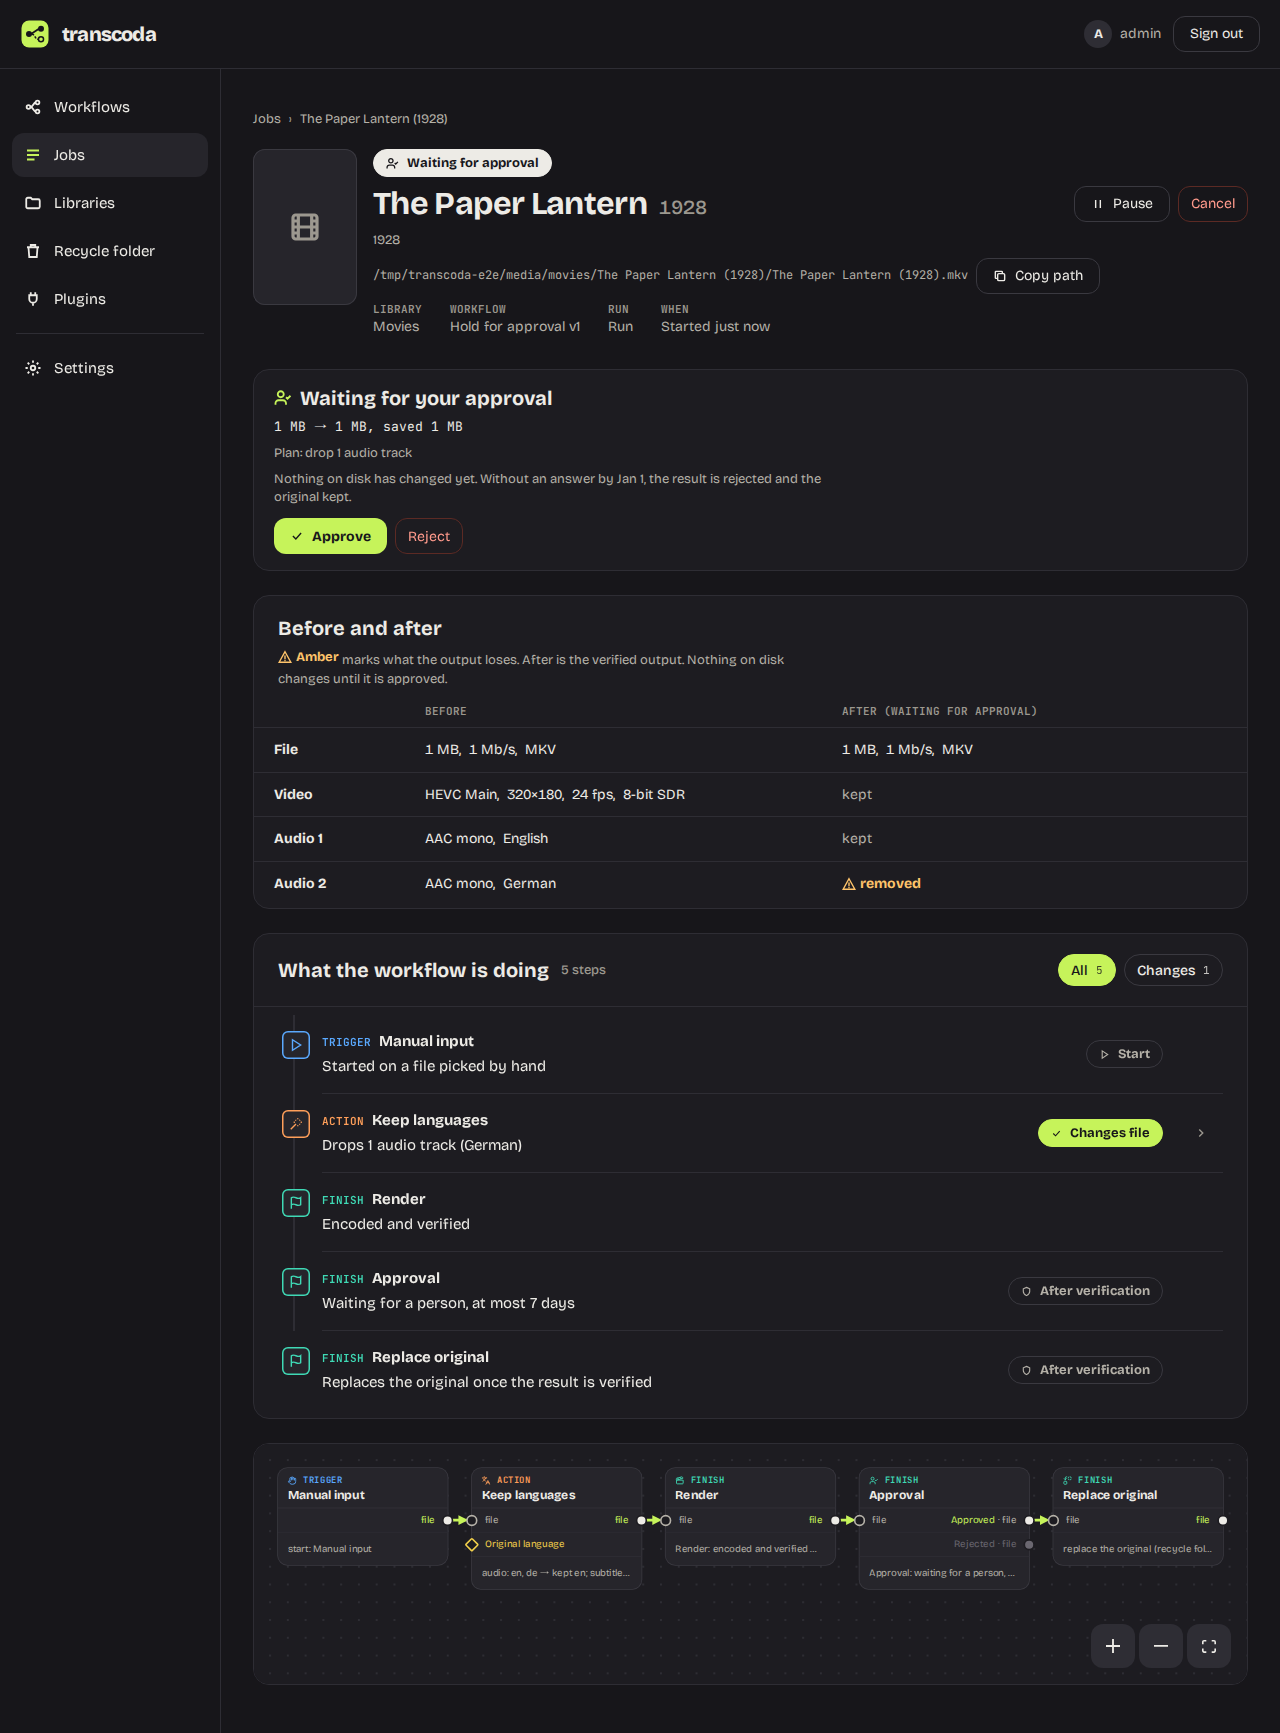 transcoda
A admin Sign out
Workflows
Jobs
Libraries
Recycle folder
Plugins
Settings
Jobs › The Paper Lantern (1928)
Waiting for approval
The Paper Lantern 1928
Pause Cancel
1928
/tmp/transcoda-e2e/media/movies/The Paper Lantern (1928)/The Paper Lantern (1928).mkv Copy path
LIBRARY WORKFLOW RUN WHEN
Movies Hold for approval v1 Run Started just now
Waiting for your approval
1 MB → 1 MB, saved 1 MB
Plan: drop 1 audio track
Nothing on disk has changed yet. Without an answer by Jan 1, the result is rejected and the
original kept.
Approve Reject
Before and after
Amber marks what the output loses. After is the verified output. Nothing on disk
changes until it is approved.
BEFORE AFTER (WAITING FOR APPROVAL)
File 1 MB, 1 Mb/s, MKV 1 MB, 1 Mb/s, MKV
Video HEVC Main, 320×180, 24 fps, 8-bit SDR kept
Audio 1 AAC mono, English kept
Audio 2 AAC mono, German removed
What the workflow is doing 5 steps All 5 Changes 1
TRIGGER Manual input
Started on a file picked by hand
Start
ACTION Keep languages
Drops 1 audio track (German)
Changes file
FINISH Render
Encoded and verified
FINISH Approval
Waiting for a person, at most 7 days
After verification
FINISH Replace original
Replaces the original once the result is verified
After verification
TRIGGER
Manual input
file
start: Manual input
ACTION
Keep languages
file file
Original language
audio: en, de → kept en; subtitle...
FINISH
Render
file file
Render: encoded and verified ...
FINISH
Approval
file Approved · file
Rejected · file
Approval: waiting for a person, ...
FINISH
Replace original
file file
replace the original (recycle fol...